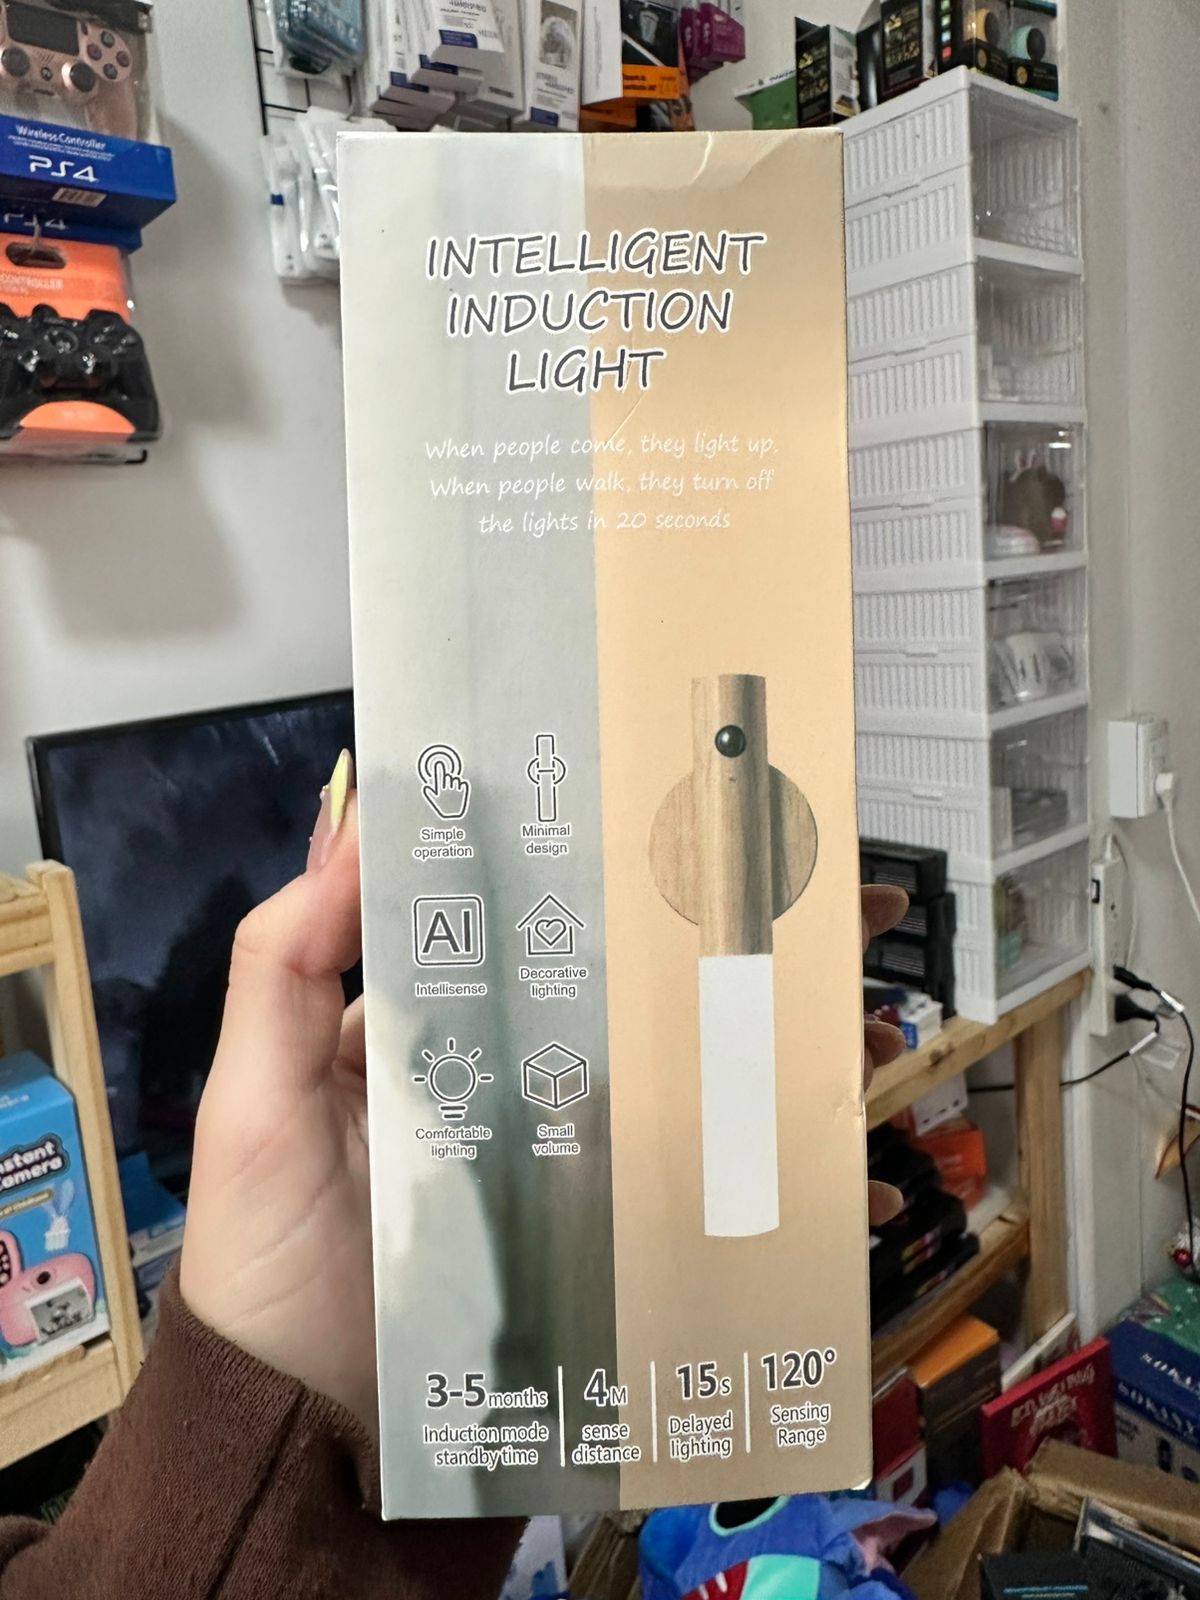 INTELLIGENT
INDUCTION
LIGHT
When people come, they light up.
When people walk, they turn off
the lights in 20 seconds
Simple
operation
Minimal
design
AI
Intellisense
Decorative
lighting
Comfortable
lighting
Small
volume
3-5months
Induction mode
standby time
4M
sense
distance
15s
Delayed
lighting
120°
Sensing
Range
Wireless Controller
PS4
PS4
CONTROLLER